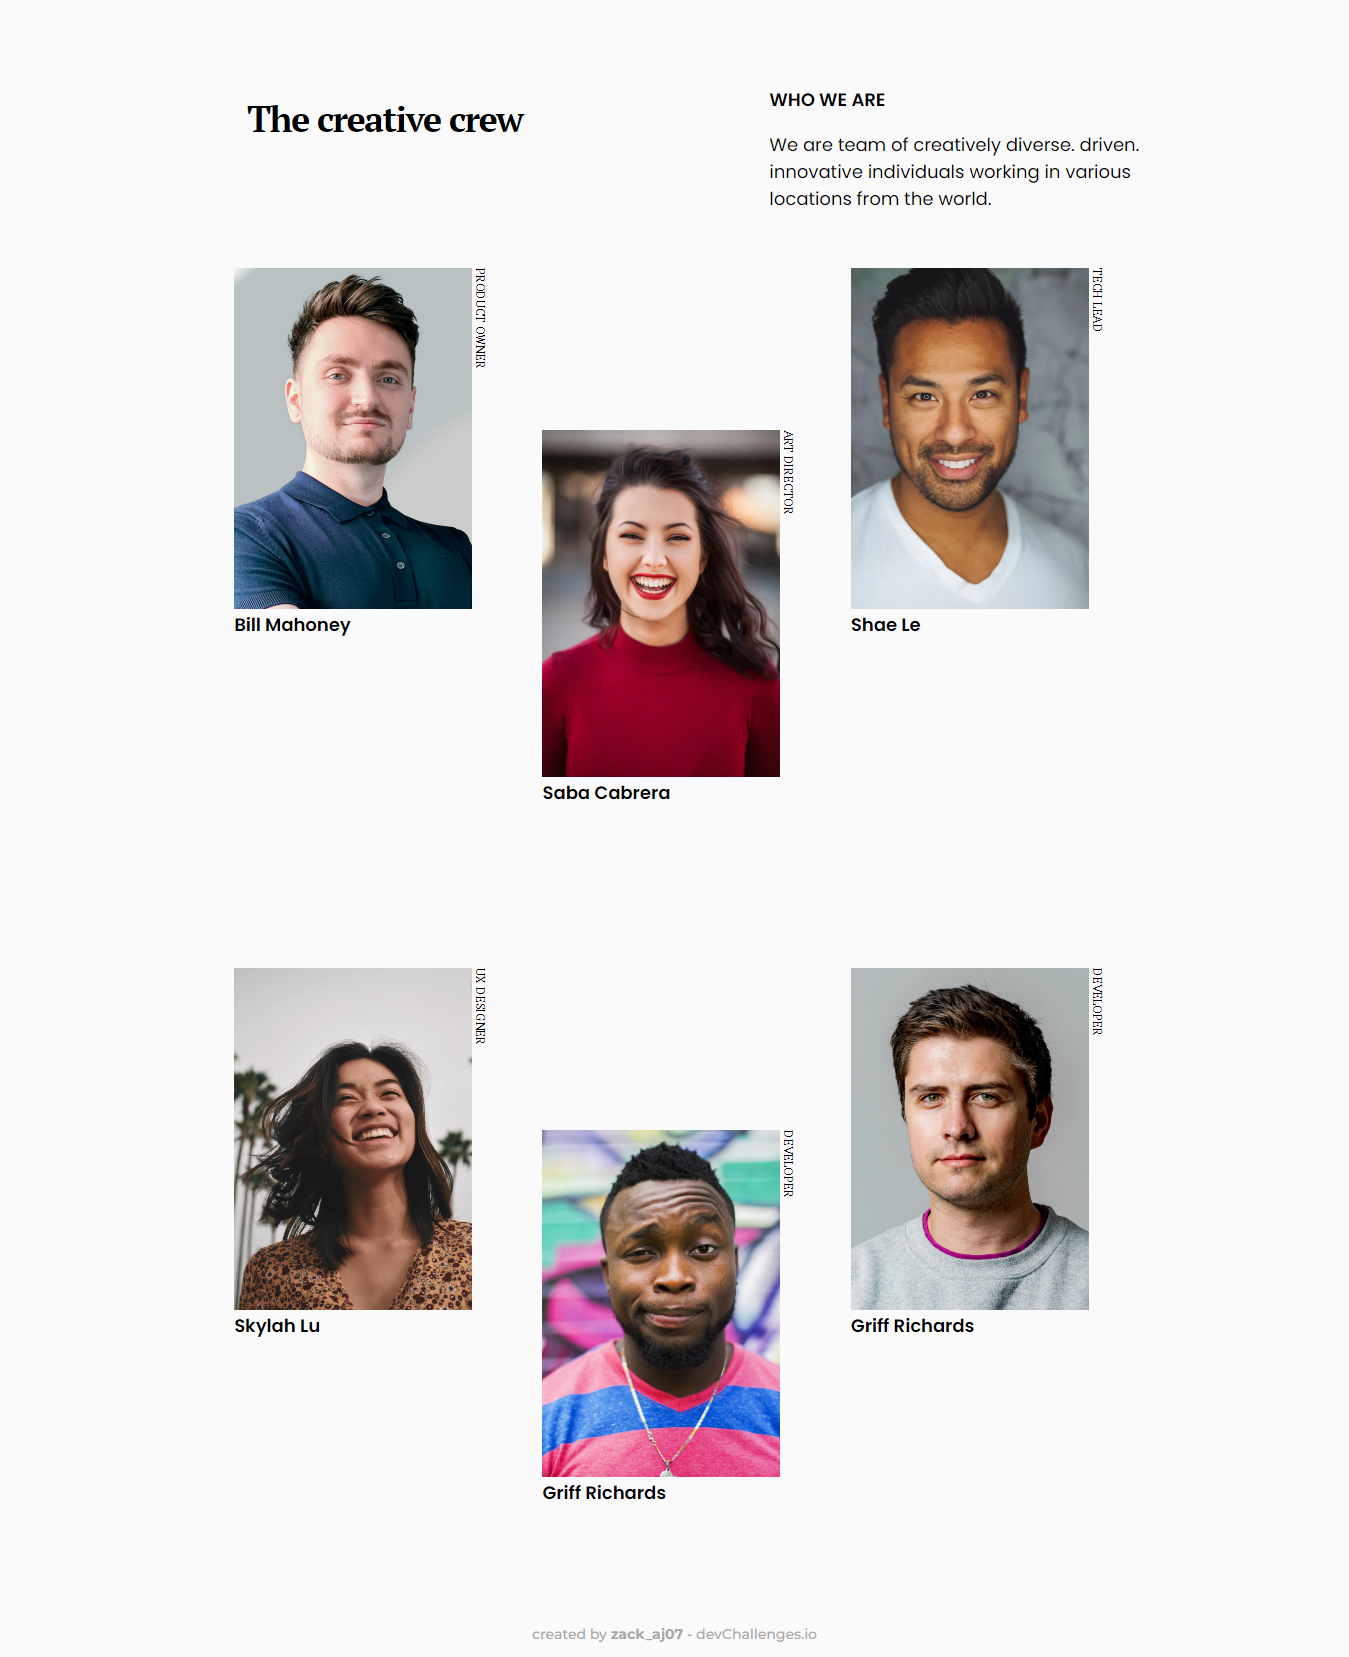 The creative crew
WHO WE ARE
We are team of creatively diverse. driven.
innovative individuals working in various
locations from the world.
PRODUCT OWNER
Bill Mahoney
ART DIRECTOR
Saba Cabrera
TECH LEAD
Shae Le
UX DESIGNER
Skylah Lu
DEVELOPER
Griff Richards
DEVELOPER
Griff Richards
created by zack_aj07 - devChallenges.io